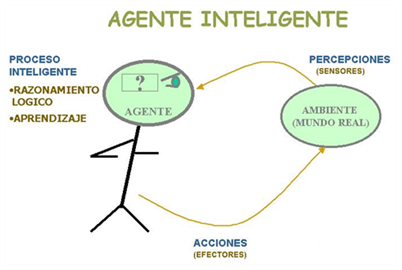 AGENTE INTELIGENTE
PROCESO
INTELIGENTE
•RAZONAMIENTO
LOGICO
•APRENDIZAJE
?
AGENTE
PERCEPCIONES
(SENSORES)
AMBIENTE
(MUNDO REAL)
ACCIONES
(EFECTORES)